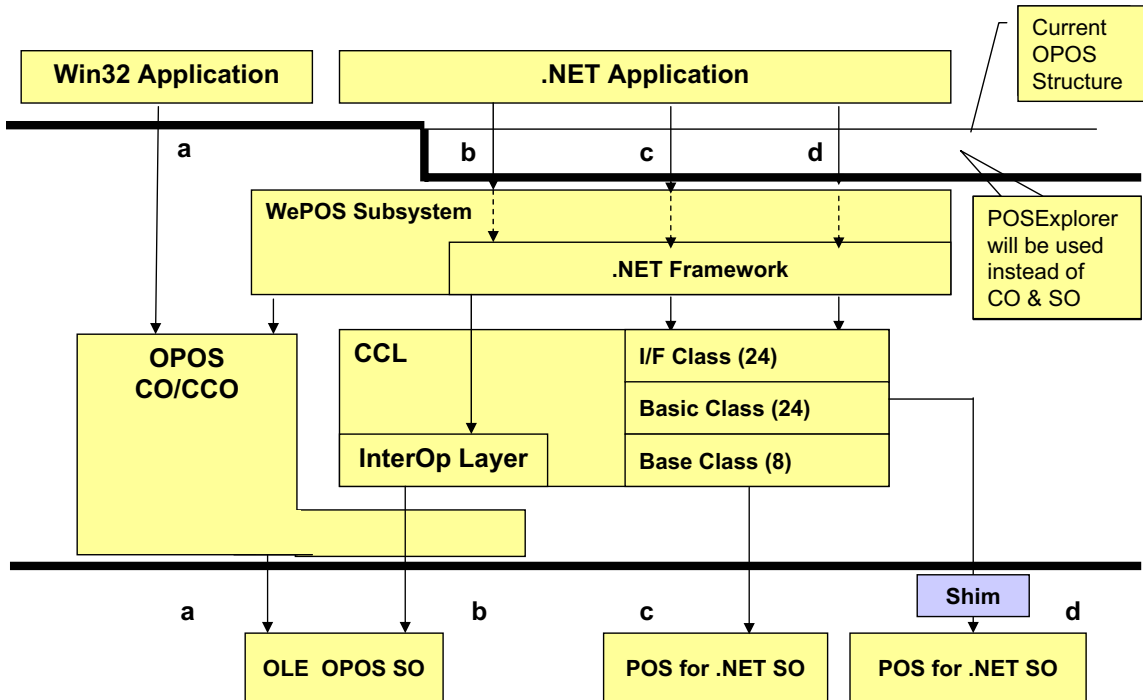 Current
OPOS
Structure
Win32 Application
.NET Application
a
b
c
d
WePOS Subsystem
.NET Framework
POSExplorer
will be used
instead of
CO & SO
OPOS
CO/CCO
CCL
I/F Class (24)
Basic Class (24)
InterOp Layer
Base Class (8)
a
b
c
Shim
d
OLE OPOS SO
POS for .NET SO
POS for .NET SO